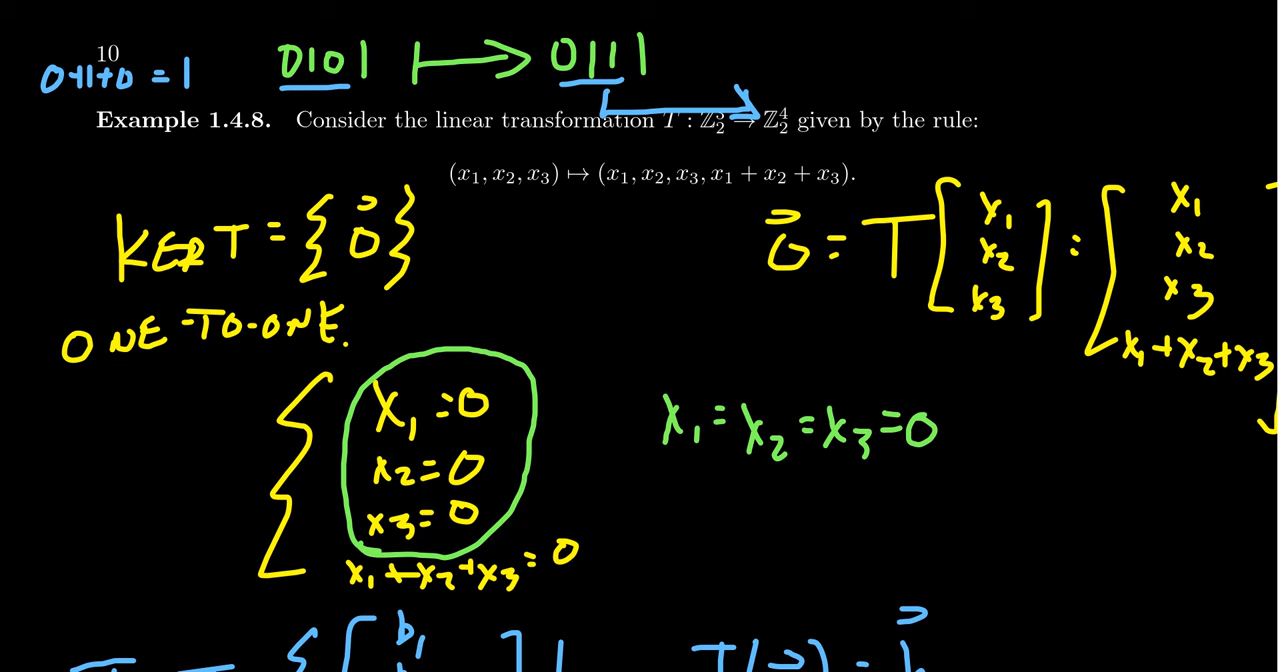 10
0+1+0 = 1
0101 ↦ 0111
Example 1.4.8. Consider the linear transformation T : ℤ₂³ → ℤ₂⁴ given by the rule:
(x₁, x₂, x₃) ↦ (x₁, x₂, x₃, x₁ + x₂ + x₃).
KER T = { 0⃗ }
ONE-TO-ONE.
0⃗ = T [ x₁ x₂ x₃ ] = [ x₁ x₂ x₃ x₁+x₂+x₃ ]
x₁ = 0
x₂ = 0
x₃ = 0
x₁+x₂+x₃ = 0
x₁ = x₂ = x₃ = 0
b₁